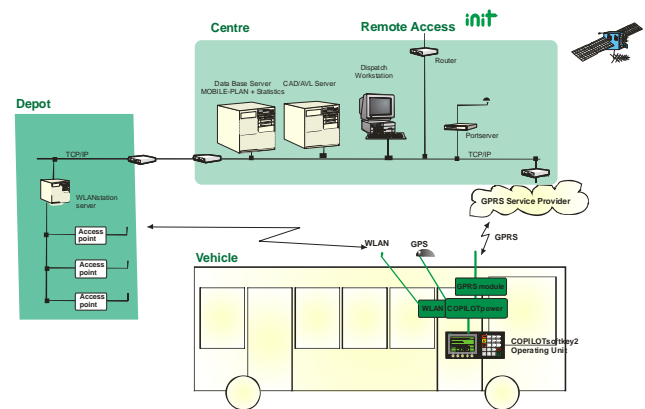 Centre
Remote Access
init
Router
Data Base Server
MOBILE-PLAN + Statistics
CAD/AVL Server
Dispatch
Workstation
Portserver
TCP/IP
Depot
TCP/IP
WLANstation
server
Access
point
Access
point
Access
point
GPRS Service Provider
GPRS
WLAN
GPS
Vehicle
GPRS module
WLAN
COPILOTpower
COPILOTsoftkey2
Operating Unit